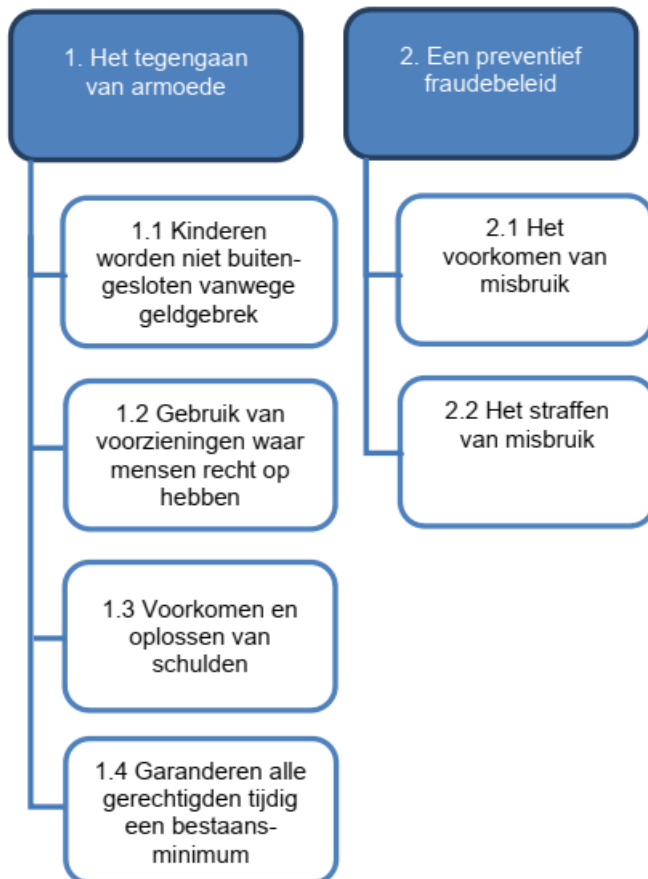 1. Het tegengaan
van armoede
1.1 Kinderen
worden niet buiten-
gesloten vanwege
geldgebrek
1.2 Gebruik van
voorzieningen waar
mensen recht op
hebben
1.3 Voorkomen en
oplossen van
schulden
1.4 Garanderen alle
gerechtigden tijdig
een bestaans-
minimum
2. Een preventief
fraudebeleid
2.1 Het
voorkomen van
misbruik
2.2 Het straffen
van misbruik